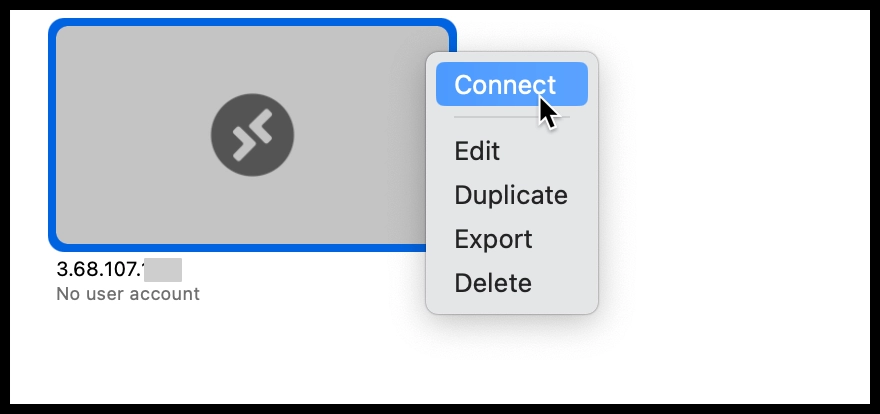 Connect
Edit
Duplicate
Export
Delete
3.68.107.
No user account